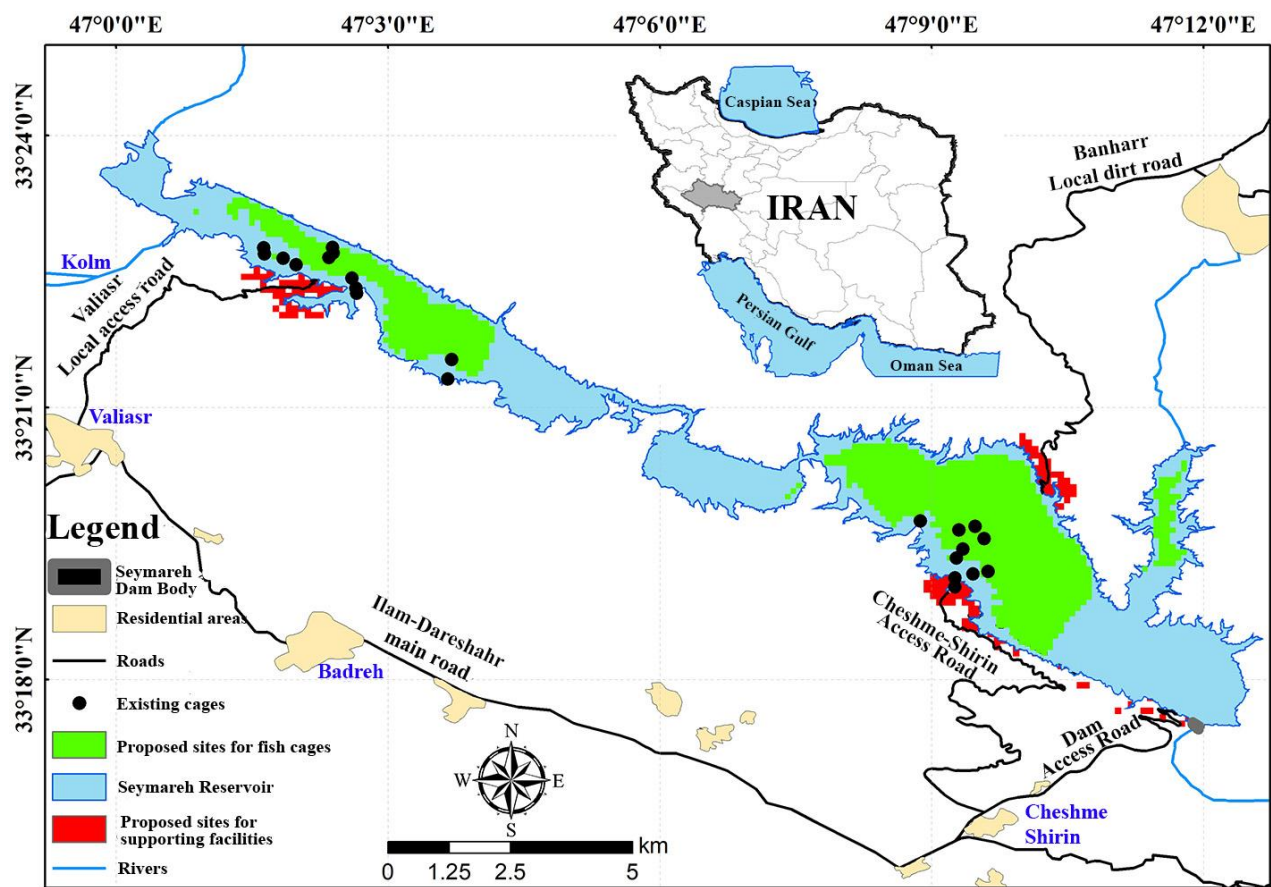 47°0'0"E
47°3'0"E
47°6'0"E
47°9'0"E
47°12'0"E
33°24'0"N
33°21'0"N
33°18'0"N
Caspian Sea
IRAN
Persian Gulf
Oman Sea
Banharr
Local dirt road
Kolm
Valiasr
Local access road
Valiasr
Badreh
Ilam-Dareshahr
main road
Cheshme-Shirin
Access Road
Dam
Access Road
Cheshme
Shirin
Legend
Seymareh
Dam Body
Residential areas
Roads
Existing cages
Proposed sites for fish cages
Seymareh Reservoir
Proposed sites for
supporting facilities
Rivers
N
W
E
S
km
0
1.25
2.5
5